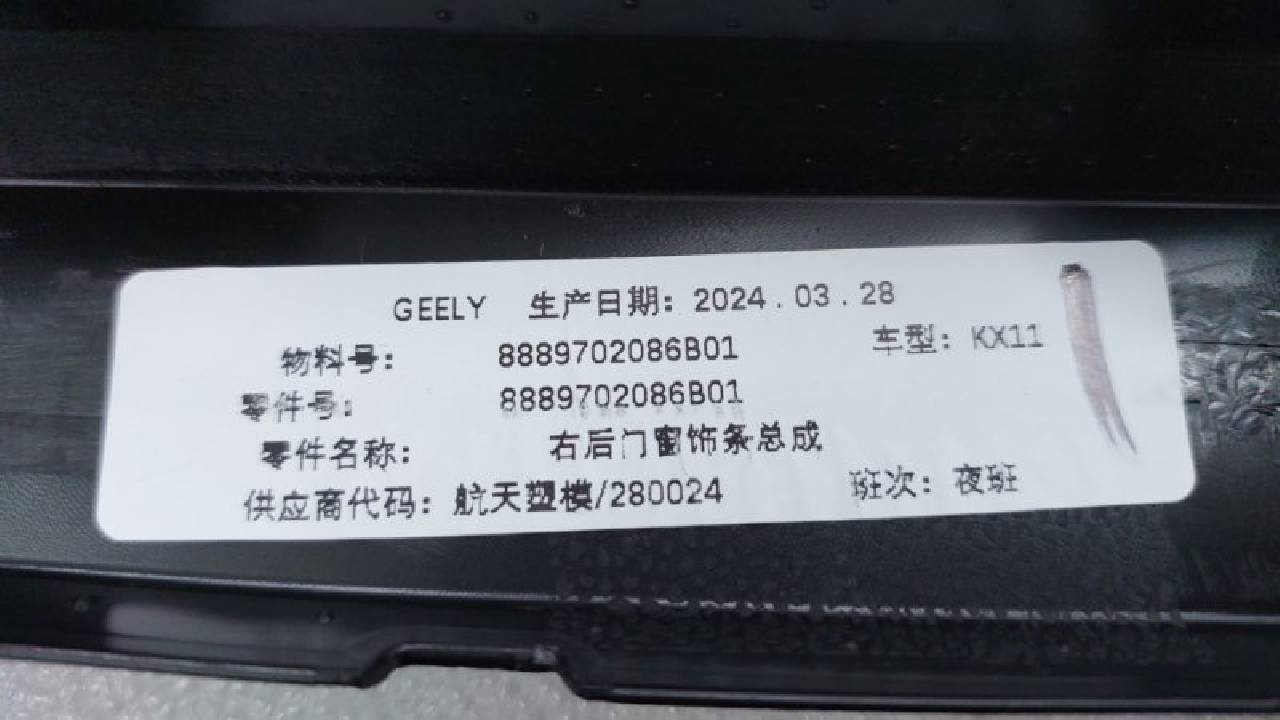 GEELY 生产日期：2024.03.28
物料号： 8889702086B01 车型：KX11
零件号： 8889702086B01
零件名称： 右后门窗饰条总成
供应商代码：航天塑模/280024 班次：夜班